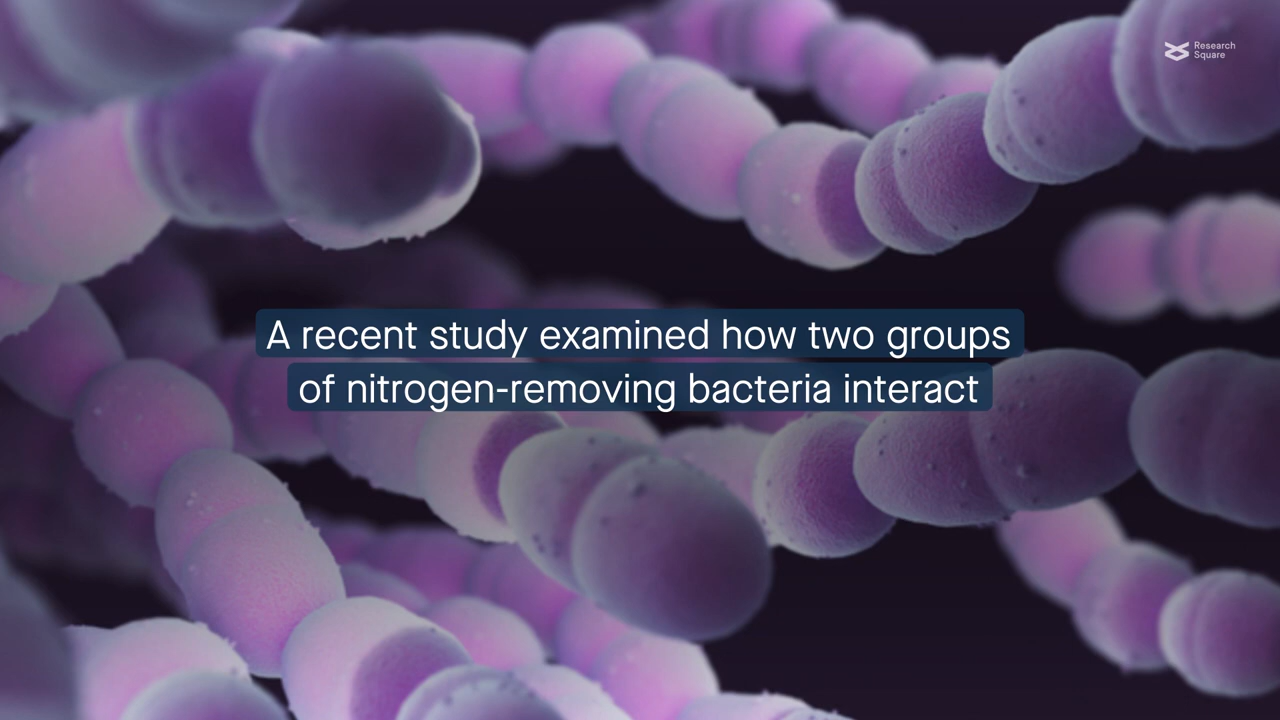 Research
Square
A recent study examined how two groups
of nitrogen-removing bacteria interact